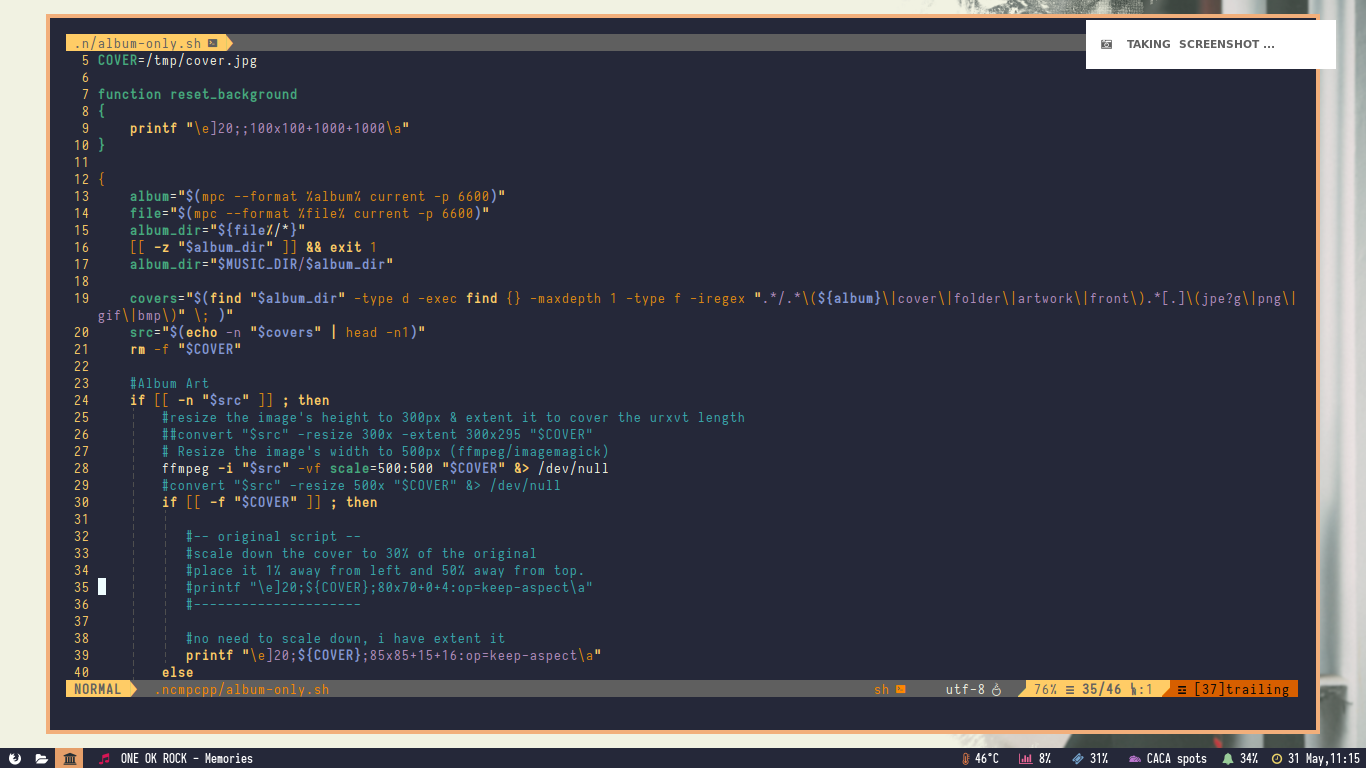 .n/album-only.sh
TAKING SCREENSHOT ...
5 COVER=/tmp/cover.jpg
6
7 function reset_background
8 {
9     printf "\e]20;;100x100+1000+1000\a"
10 }
11
12 {
13     album="$(mpc --format %album% current -p 6600)"
14     file="$(mpc --format %file% current -p 6600)"
15     album_dir="${file%/*}"
16     [[ -z "$album_dir" ]] && exit 1
17     album_dir="$MUSIC_DIR/$album_dir"
18
19     covers="$(find "$album_dir" -type d -exec find {} -maxdepth 1 -type f -iregex ".*/.*\(${album}\|cover\|folder\|artwork\|front\).*[.]\(jpe?g\|png\|
gif\|bmp\)" \; )"
20     src="$(echo -n "$covers" | head -n1)"
21     rm -f "$COVER"
22
23     #Album Art
24     if [[ -n "$src" ]] ; then
25         #resize the image's height to 300px & extent it to cover the urxvt length
26         ##convert "$src" -resize 300x -extent 300x295 "$COVER"
27         # Resize the image's width to 500px (ffmpeg/imagemagick)
28         ffmpeg -i "$src" -vf scale=500:500 "$COVER" &> /dev/null
29         #convert "$src" -resize 500x "$COVER" &> /dev/null
30         if [[ -f "$COVER" ]] ; then
31
32            #-- original script --
33            #scale down the cover to 30% of the original
34            #place it 1% away from left and 50% away from top.
35            #printf "\e]20;${COVER};80x70+0+4:op=keep-aspect\a"
36            #---------------------
37
38            #no need to scale down, i have extent it
39            printf "\e]20;${COVER};85x85+15+16:op=keep-aspect\a"
40         else
NORMAL .ncmpcpp/album-only.sh sh utf-8 76% ≡ 35/46 :1 [37]trailing
ONE OK ROCK - Memories 46°C 8% 31% CACA spots 34% 31 May,11:15